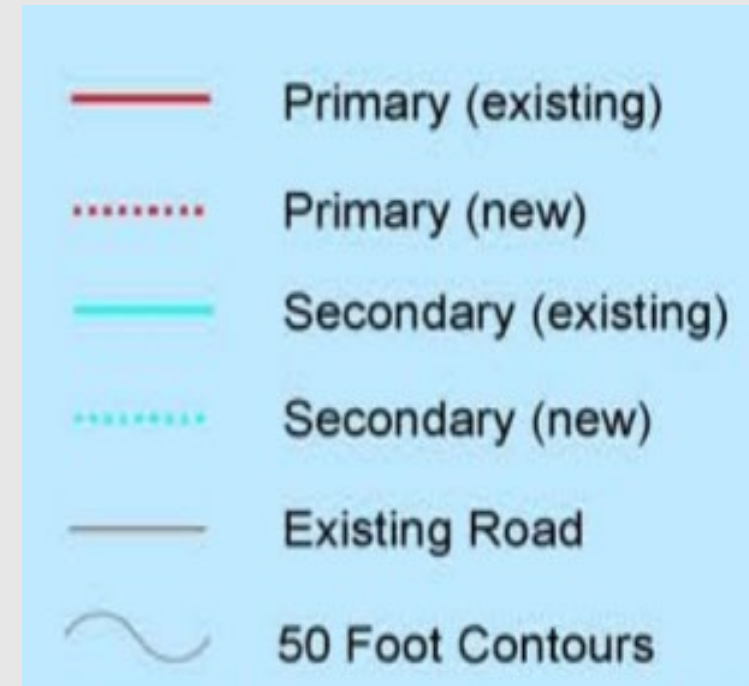 Primary (existing)
Primary (new)
Secondary (existing)
Secondary (new)
Existing Road
50 Foot Contours